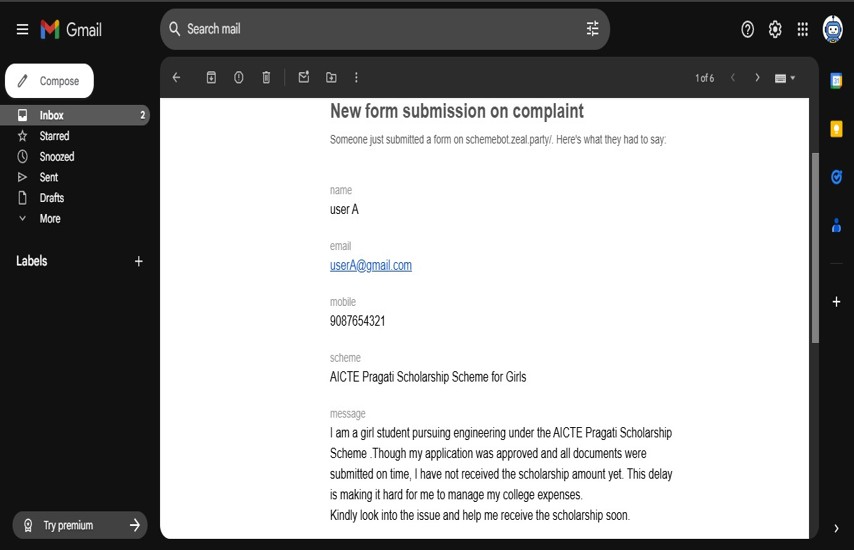 Gmail
Search mail
Compose
1 of 6
Inbox 2
Starred
Snoozed
Sent
Drafts
More
Labels
Try premium
New form submission on complaint
Someone just submitted a form on schemebot.zeal.party/. Here's what they had to say:
name
user A
email
userA@gmail.com
mobile
9087654321
scheme
AICTE Pragati Scholarship Scheme for Girls
message
I am a girl student pursuing engineering under the AICTE Pragati Scholarship
Scheme .Though my application was approved and all documents were
submitted on time, I have not received the scholarship amount yet. This delay
is making it hard for me to manage my college expenses.
Kindly look into the issue and help me receive the scholarship soon.